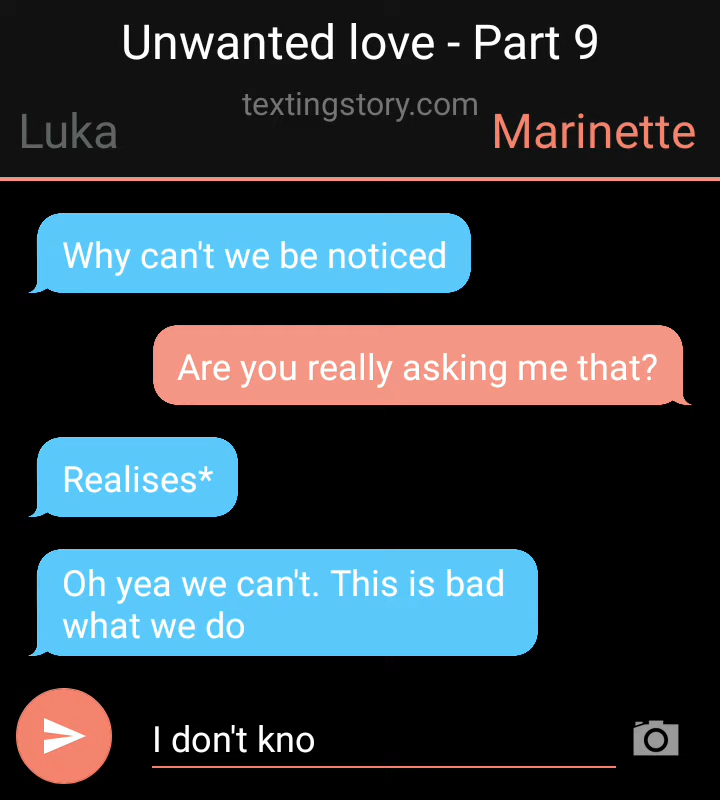 Unwanted love - Part 9
textingstory.com
Luka
Marinette
Why can't we be noticed
Are you really asking me that?
Realises*
Oh yea we can't. This is bad
what we do
I don't kno